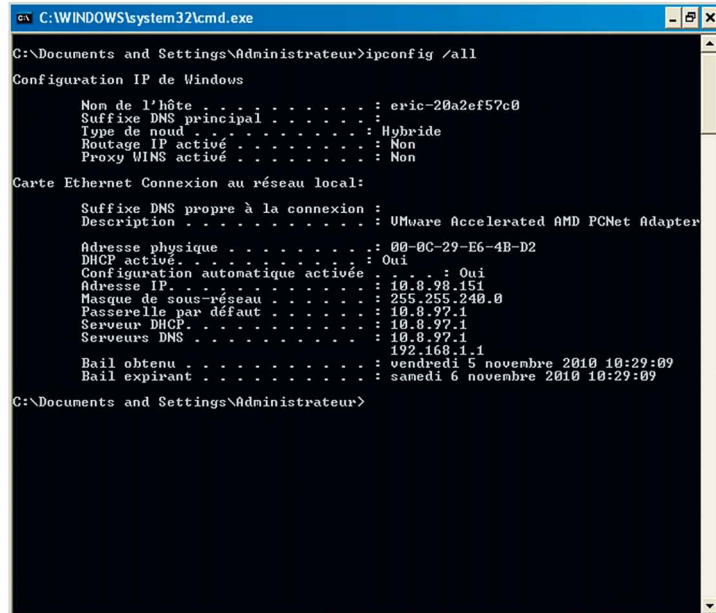 C:\WINDOWS\system32\cmd.exe
C:\Documents and Settings\Administrateur>ipconfig /all
Configuration IP de Windows
Nom de l'hôte . . . . . . . . . . : eric-20a2ef57c0
Suffixe DNS principal . . . . . . :
Type de noud . . . . . . . . . . : Hybride
Routage IP activé . . . . . . . . : Non
Proxy WINS activé . . . . . . . . : Non
Carte Ethernet Connexion au réseau local:
Suffixe DNS propre à la connexion :
Description . . . . . . . . . . . : VMware Accelerated AMD PCNet Adapter
Adresse physique . . . . . . . . .: 00-0C-29-E6-4B-D2
DHCP activé. . . . . . . . . . . : Oui
Configuration automatique activée . . . . : Oui
Adresse IP. . . . . . . . . . . . : 10.8.98.151
Masque de sous-réseau . . . . . . : 255.255.240.0
Passerelle par défaut . . . . . . : 10.8.97.1
Serveur DHCP. . . . . . . . . . . : 10.8.97.1
Serveurs DNS . . . . . . . . . .  : 10.8.97.1
192.168.1.1
Bail obtenu . . . . . . . . . . . : vendredi 5 novembre 2010 10:29:09
Bail expirant . . . . . . . . . . : samedi 6 novembre 2010 10:29:09
C:\Documents and Settings\Administrateur>